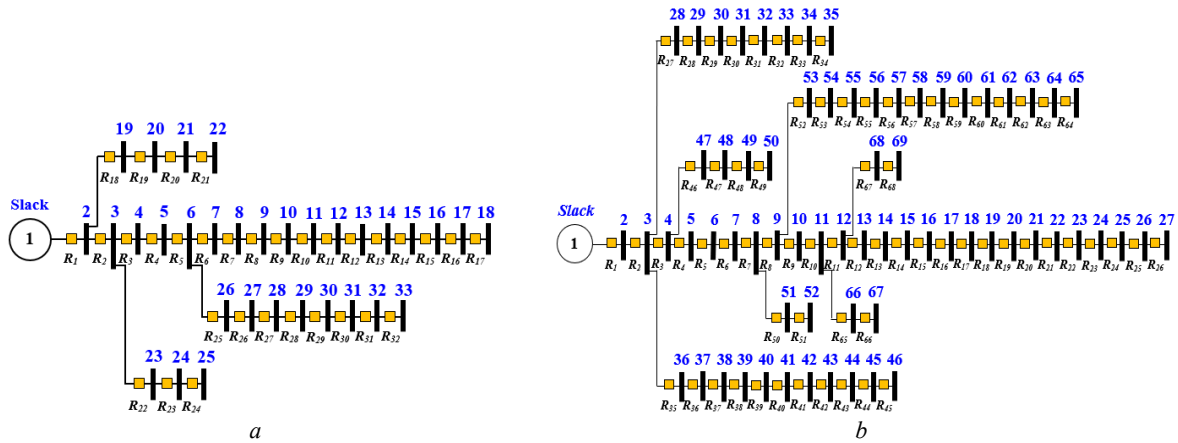 28 29 30 31 32 33 34 35
R27 R28 R29 R30 R31 R32 R33 R34
53 54 55 56 57 58 59 60 61 62 63 64 65
R52 R53 R54 R55 R56 R57 R58 R59 R60 R61 R62 R63 R64
19 20 21 22
R18 R19 R20 R21
47 48 49 50
R46 R47 R48 R49
68 69
R67 R68
Slack
1
2 3 4 5 6 7 8 9 10 11 12 13 14 15 16 17 18
R1 R2 R3 R4 R5 R6 R7 R8 R9 R10 R11 R12 R13 R14 R15 R16 R17
Slack
1
2 3 4 5 6 7 8 9 10 11 12 13 14 15 16 17 18 19 20 21 22 23 24 25 26 27
R1 R2 R3 R4 R5 R6 R7 R8 R9 R10 R11 R12 R13 R14 R15 R16 R17 R18 R19 R20 R21 R22 R23 R24 R25 R26
26 27 28 29 30 31 32 33
R25 R26 R27 R28 R29 R30 R31 R32
51 52
R50 R51
66 67
R65 R66
23 24 25
R22 R23 R24
36 37 38 39 40 41 42 43 44 45 46
R35 R36 R37 R38 R39 R40 R41 R42 R43 R44 R45
a
b